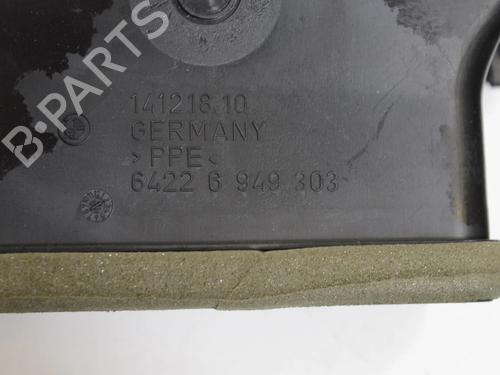 B-PARTS
141218.10
GERMANY
>PPE<
6422 6 949 303